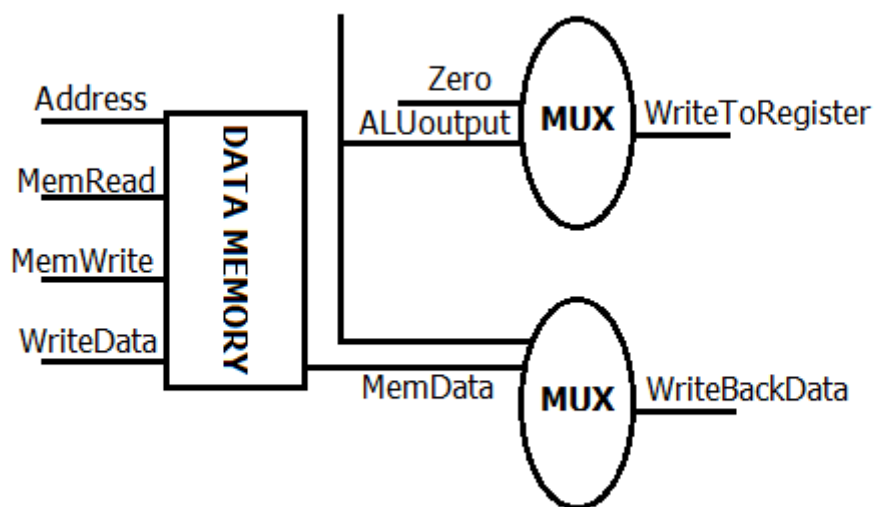 Address
MemRead
MemWrite
WriteData
DATA MEMORY
Zero
ALUoutput
MUX
WriteToRegister
MemData
MUX
WriteBackData